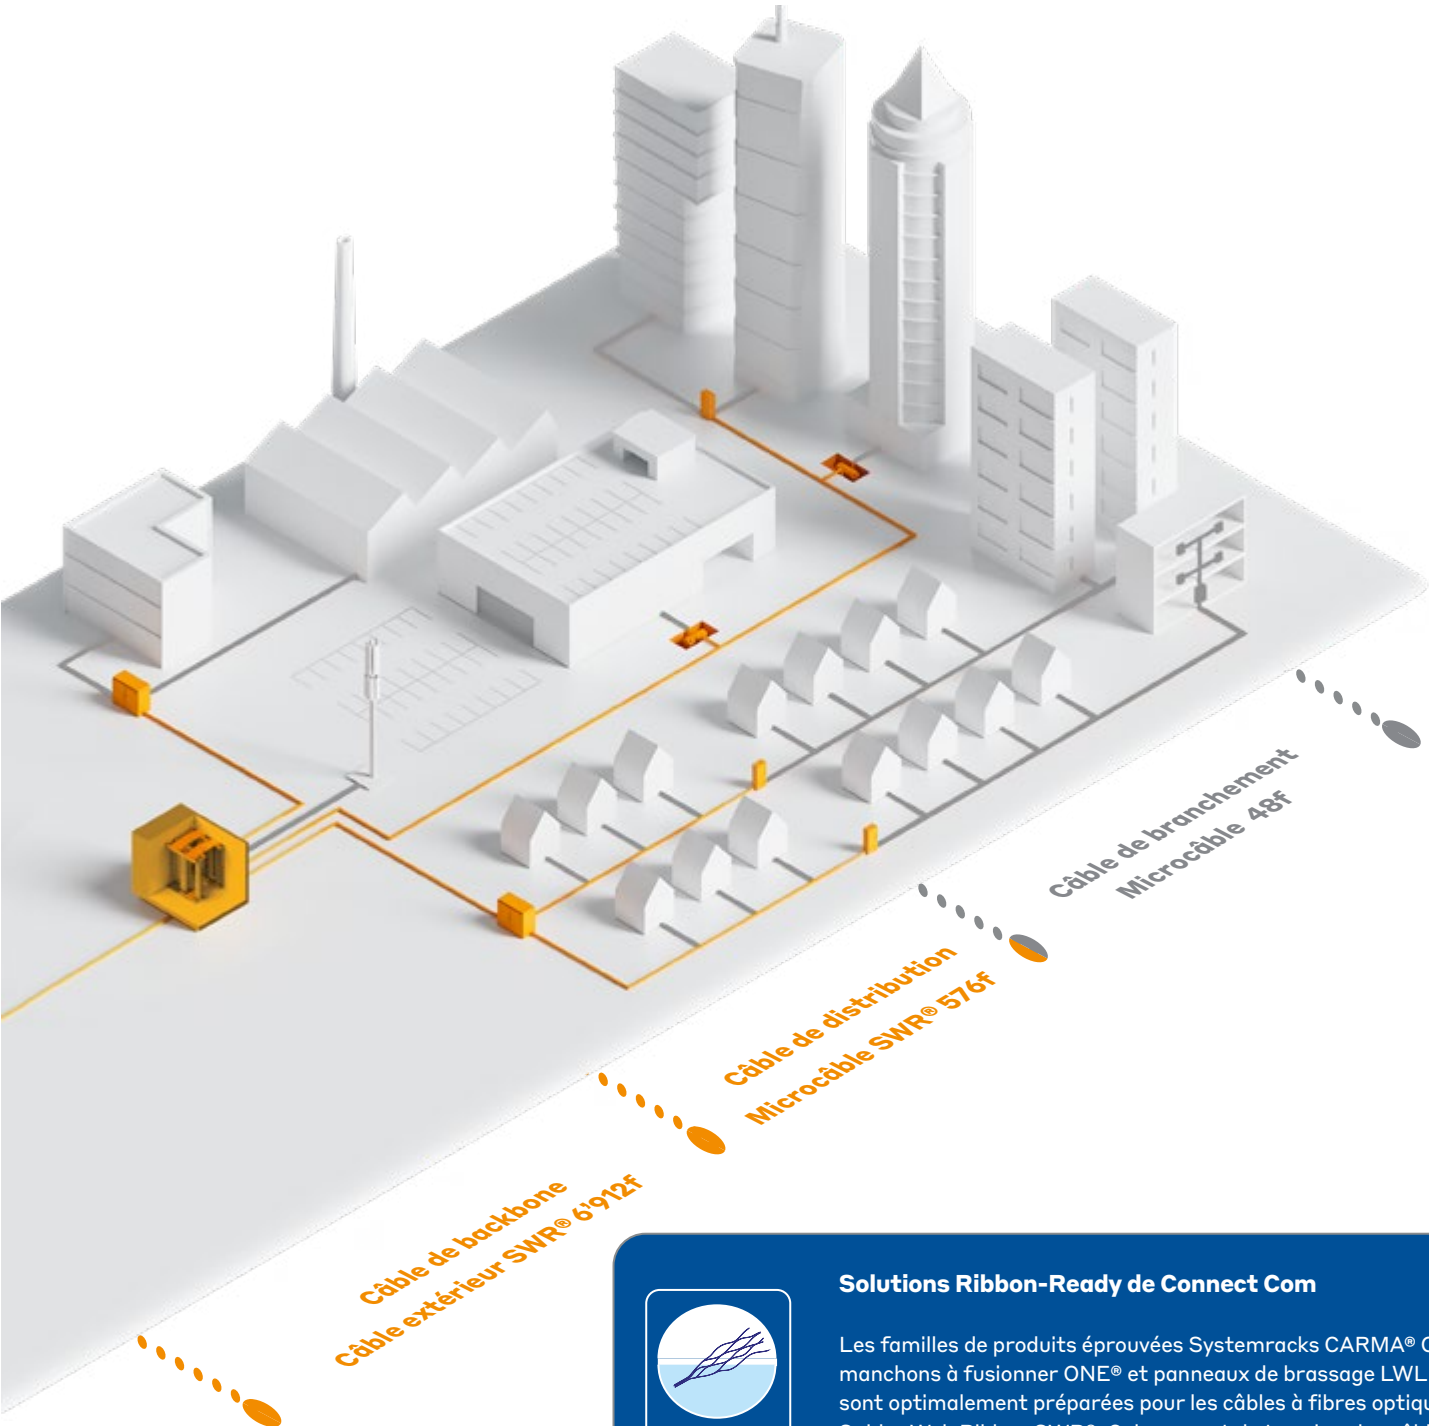 Câble de branchement
Microcâble 48f
Câble de distribution
Microcâble SWR® 576f
Câble de backbone
Câble extérieur SWR® 6'912f
Solutions Ribbon-Ready de Connect Com
Les familles de produits éprouvées Systemracks CARMA®
manchons à fusionner ONE® et panneaux de brassage LWL
sont optimalement préparées pour les câbles à fibres